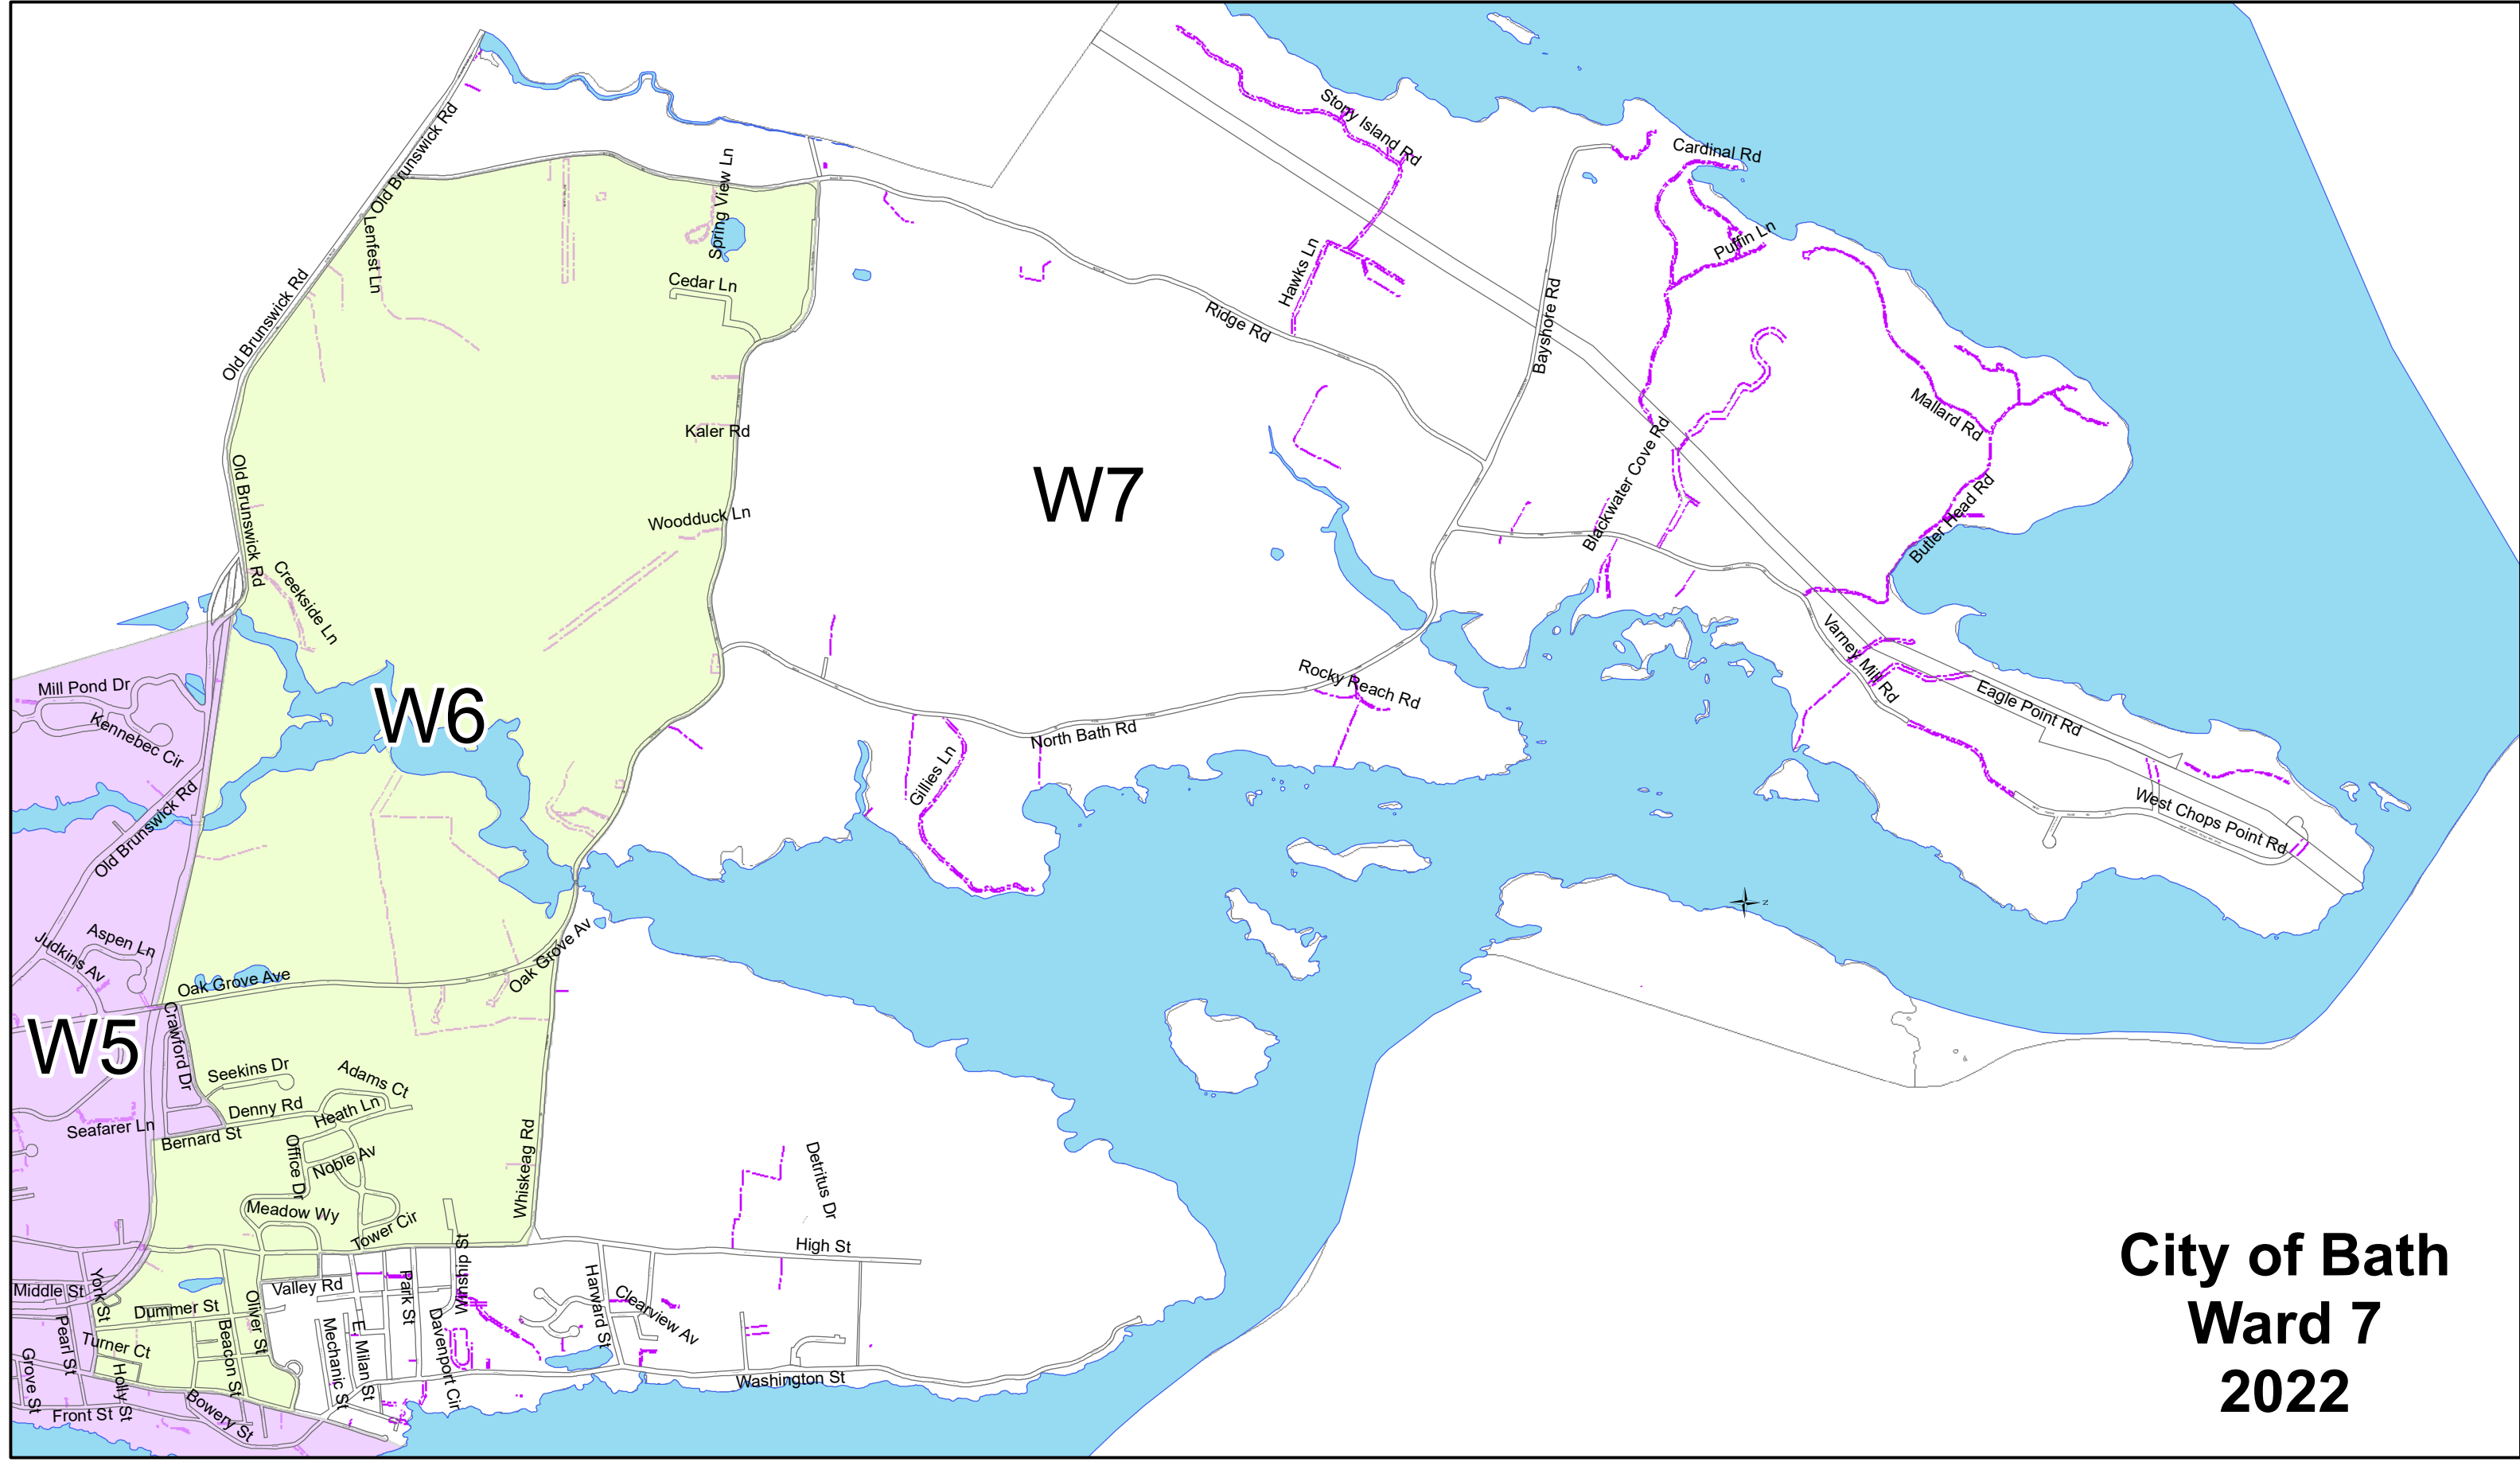 Old Brunswick Rd
Stony Island Rd
Cardinal Rd
Lenfest Ln
Spring View Ln
Puffin Ln
Cedar Ln
Hawks Ln
Old Brunswick Rd
Ridge Rd
Bayshore Rd
Mallard Rd
Kaler Rd
Blackwater Cove Rd
W7
Old Brunswick Rd
Woodduck Ln
Butler Head Rd
Creekside Ln
Varney Mill Rd
Mill Pond Dr
W6
Rocky Reach Rd
Eagle Point Rd
Kennebec Cir
North Bath Rd
Gillies Ln
Old Brunswick Rd
West Chops Point Rd
N
Aspen Ln
Judkins Av
Oak Grove Av
Oak Grove Ave
W5
Crawford Dr
Seekins Dr
Adams Ct
Denny Rd
Heath Ln
Seafarer Ln
Bernard St
Office Dr
Noble Av
Whiskeag Rd
Detritus Dr
Meadow Wy
Tower Cir
High St
City of Bath
Ward 7
2022
Middle St
York St
Valley Rd
Park St
Winship St
Harward St
Clearview Av
Dummer St
Oliver St
Pearl St
Turner Ct
Beacon St
Mechanic St
E. Milan St
Davenport Cir
Grove St
Holly St
Washington St
Front St
Bowery St